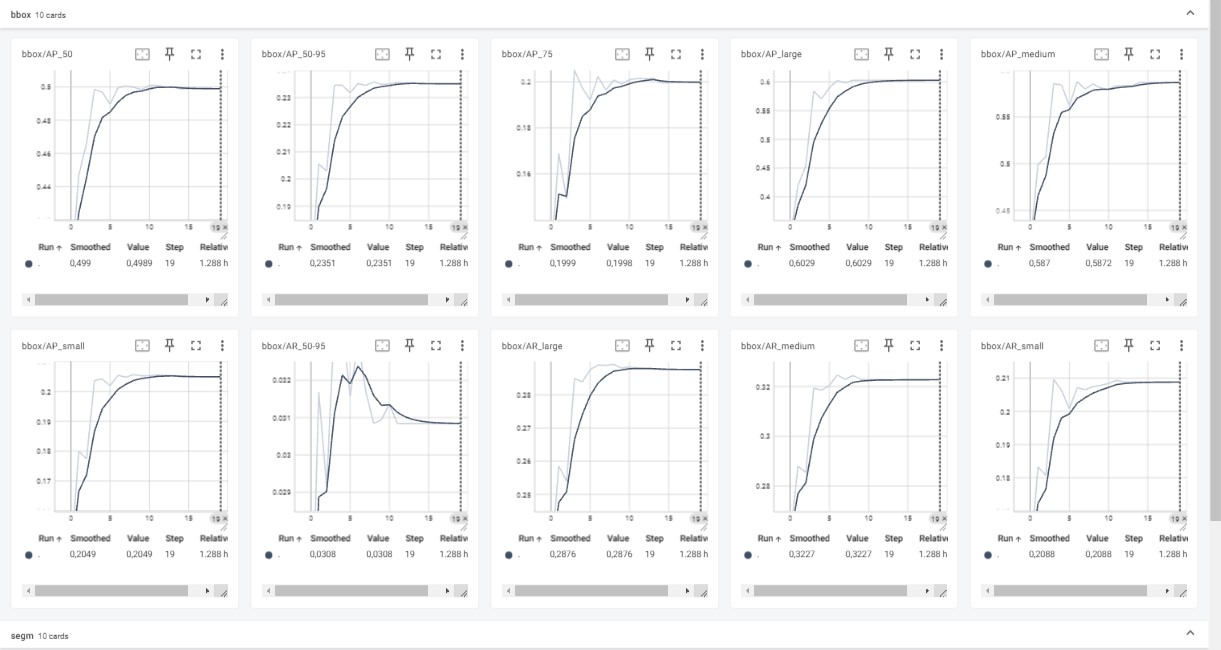 bbox 10 cards
bbox/AP_50
0.5
0.48
0.46
0.44
0 5 10 15 19
Run ↑ Smoothed Value Step Relativ
. 0,499 0,4989 19 1.288 h
bbox/AP_50-95
0.23
0.22
0.21
0.2
0.19
0 5 10 15 19
Run ↑ Smoothed Value Step Relativ
. 0,2351 0,2351 19 1.288 h
bbox/AP_75
0.2
0.18
0.16
0 5 10 15 19
Run ↑ Smoothed Value Step Relativ
. 0,1999 0,1998 19 1.288 h
bbox/AP_large
0.6
0.55
0.5
0.45
0.4
0 5 10 15 19
Run ↑ Smoothed Value Step Relativ
. 0,6029 0,6029 19 1.288 h
bbox/AP_medium
0.55
0.5
0.45
0 5 10 15 19
Run ↑ Smoothed Value Step Relativ
. 0,587 0,5872 19 1.288 h
bbox/AP_small
0.2
0.19
0.18
0.17
0 5 10 15 19
Run ↑ Smoothed Value Step Relativ
. 0,2049 0,2049 19 1.288 h
bbox/AR_50-95
0.032
0.031
0.03
0.029
0 5 10 15 19
Run ↑ Smoothed Value Step Relativ
. 0,0308 0,0308 19 1.288 h
bbox/AR_large
0.28
0.27
0.26
0 5 10 15 19
Run ↑ Smoothed Value Step Relativ
. 0,2876 0,2876 19 1.288 h
bbox/AR_medium
0.32
0.3
0.28
0 5 10 15 19
Run ↑ Smoothed Value Step Relativ
. 0,3227 0,3227 19 1.288 h
bbox/AR_small
0.21
0.2
0.19
0.18
0 5 10 15 19
Run ↑ Smoothed Value Step Relativ
. 0,2088 0,2088 19 1.288 h
segm 10 cards